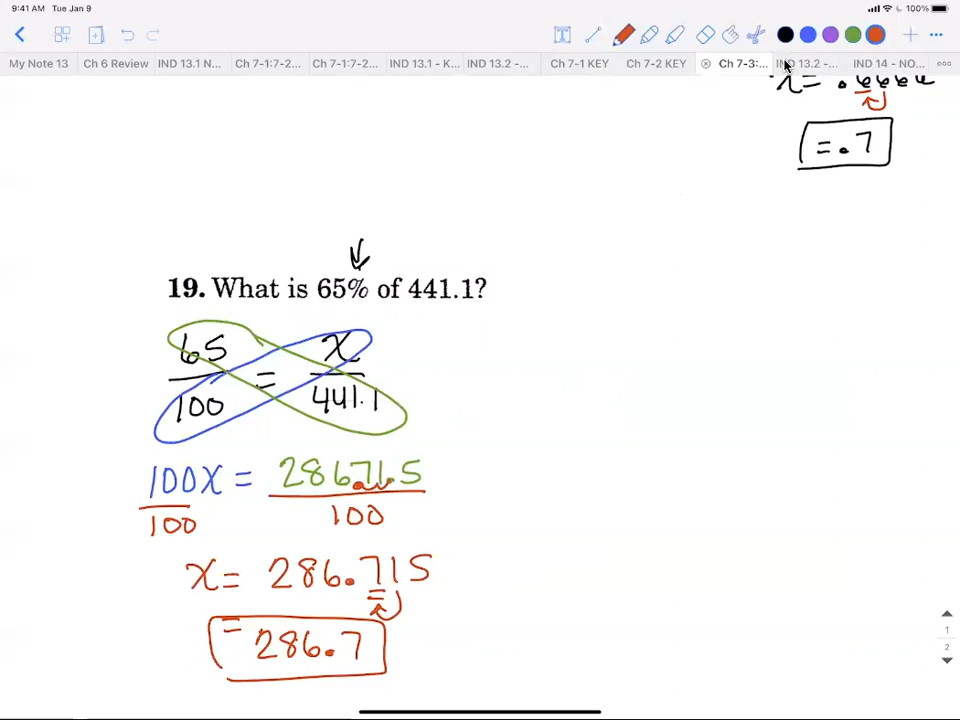 9:41 AM Tue Jan 9 100%
My Note 13 Ch 6 Review IND 13.1 N... Ch 7-1:7-2... Ch 7-1:7-2... IND 13.1 - K... IND 13.2 -... Ch 7-1 KEY Ch 7-2 KEY Ch 7-3:... IND 13.2 -... IND 14 - NO...
= .7
19. What is 65% of 441.1?
65/100 = x/441.1
100x = 28671.5
100 100
x = 286.715
= 286.7
1
2